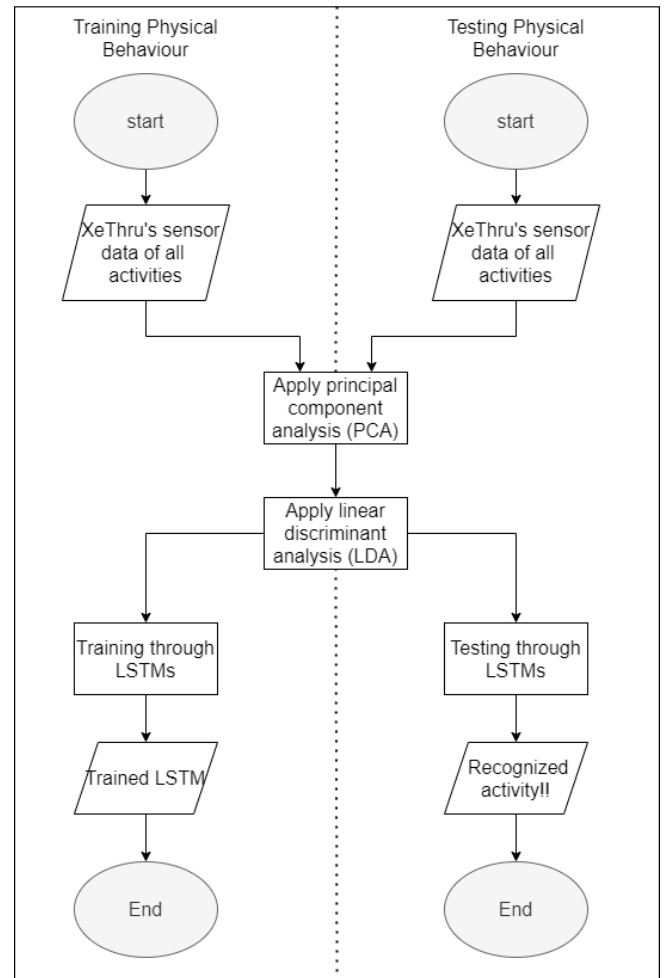 Training Physical
Behaviour
Testing Physical
Behaviour
start
start
XeThru's sensor
data of all
activities
XeThru's sensor
data of all
activities
Apply principal
component
analysis (PCA)
Apply linear
discriminant
analysis (LDA)
Training through
LSTMs
Testing through
LSTMs
Trained LSTM
Recognized
activity!!
End
End